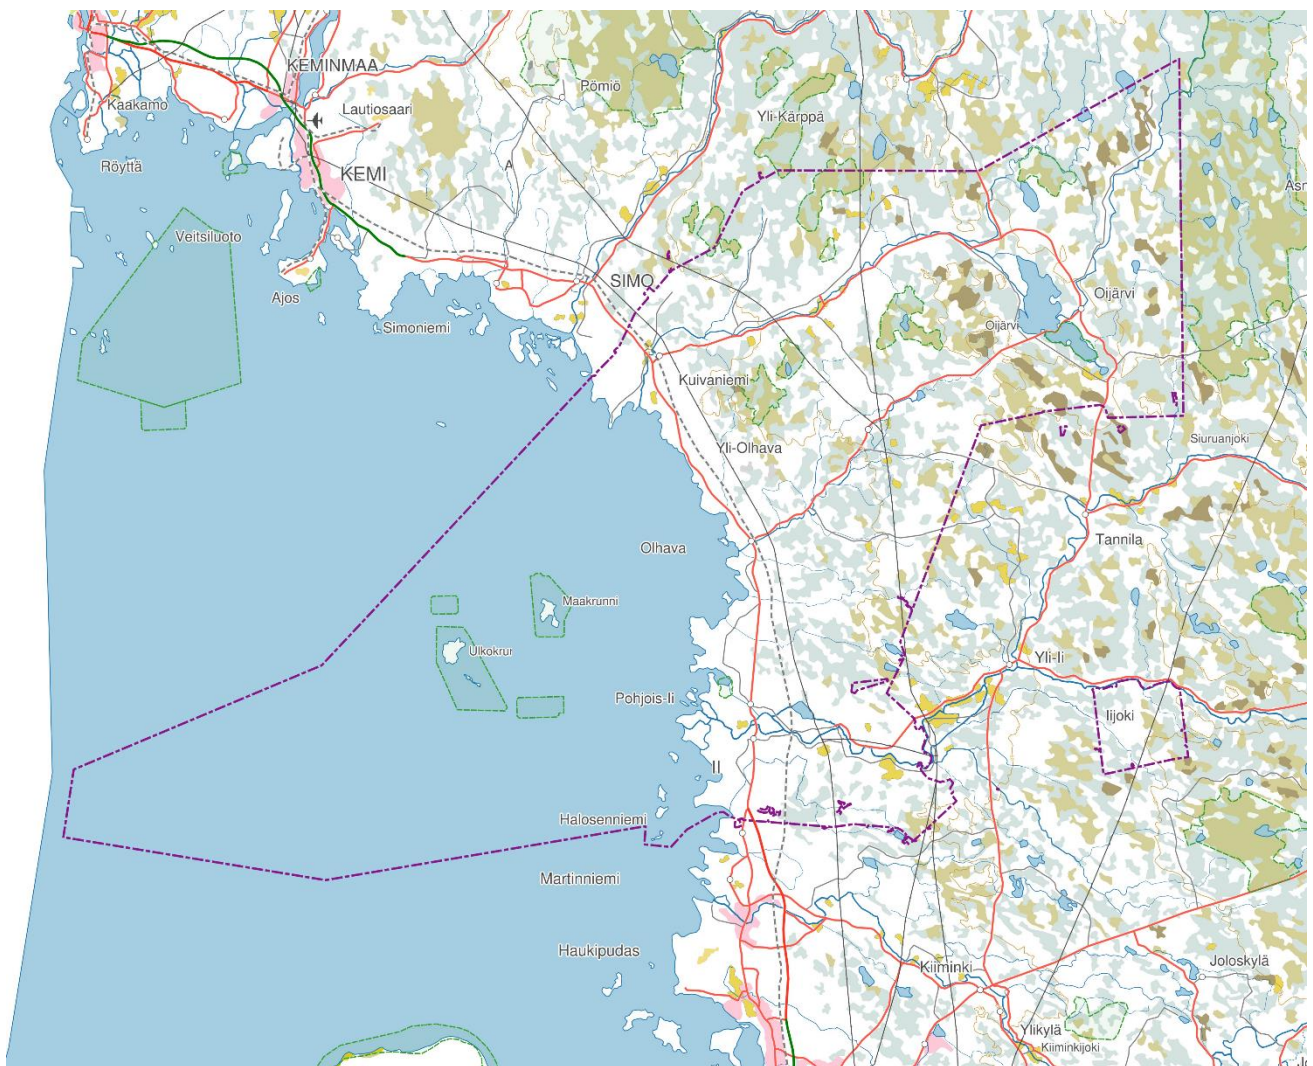 KEMINMAA
Kaakamo
Lautiosaari
Pömiö
Yli-Kärppä
Röyttä
KEMI
A
Veitsiluoto
Ajos
SIMO
Simoniemi
Oijärvi
Oijärvi
Kuivaniemi
Yli-Olhava
Siuruanjoki
Tannila
Olhava
Maakrunni
Ulkokrur
Yli-Ii
Pohjois-Ii
Iijoki
II
Halosenniemi
Martinniemi
Haukipudas
Kiiminki
Joloskylä
Ylikylä
Kiiminkijoki